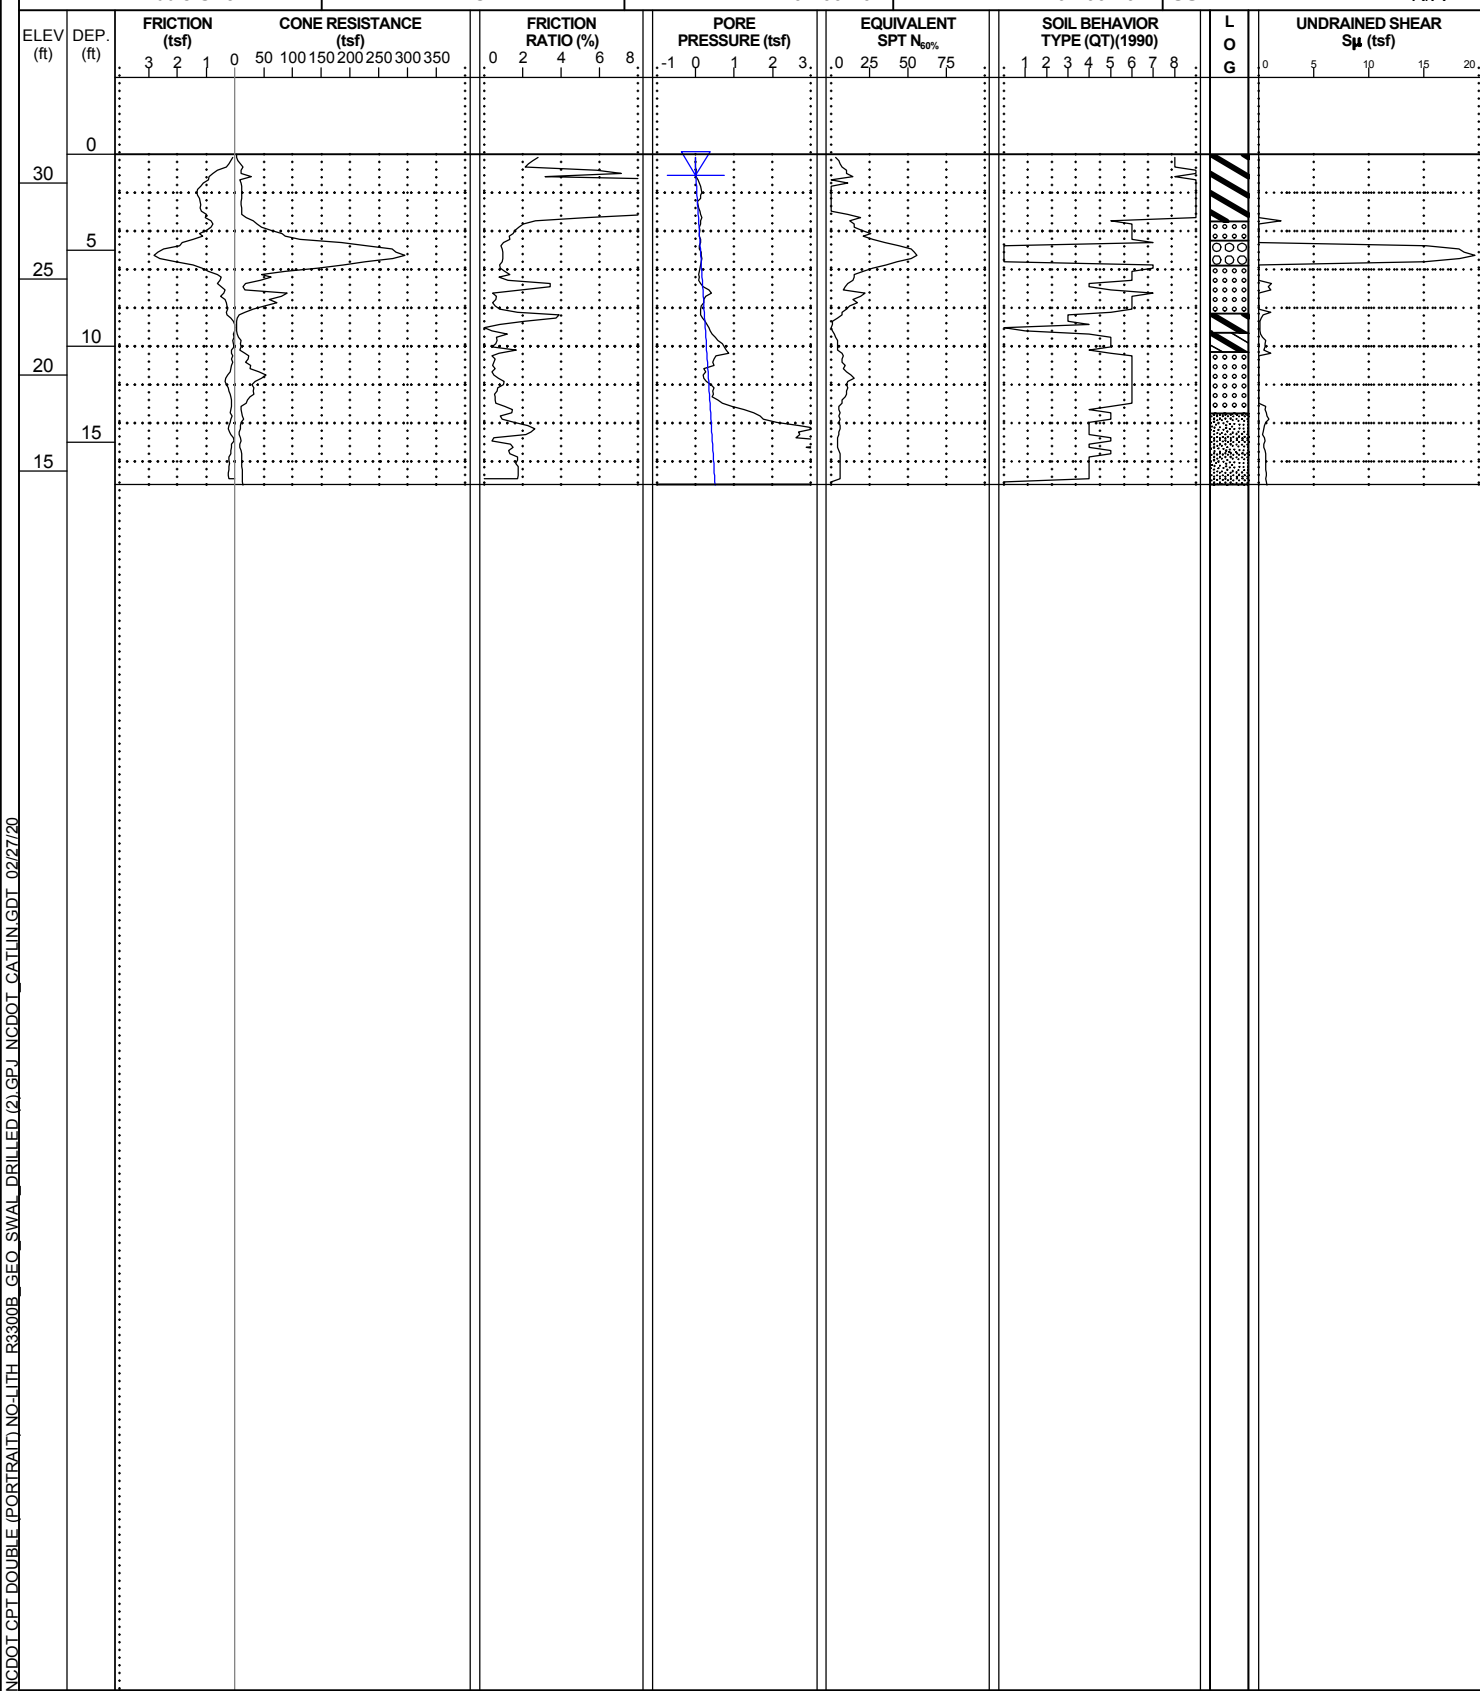 ELEV (ft)
DEP. (ft)
FRICTION (tsf)
CONE RESISTANCE (tsf)
FRICTION RATIO (%)
PORE PRESSURE (tsf)
EQUIVALENT SPT N60%
SOIL BEHAVIOR TYPE (QT)(1990)
L O G
UNDRAINED SHEAR Sμ (tsf)
3 2 1 0 50 100 150 200 250 300 350
0 2 4 6 8
-1 0 1 2 3
0 25 50 75
1 2 3 4 5 6 7 8
0 5 10 15 20
0
30
5
25
10
20
15
15
NCDOT CPT DOUBLE (PORTRAIT) NO-LITH R3300B_GEO_SWAL_DRILLED (2).GPJ NCDOT_CATLIN.GDT 02/27/20